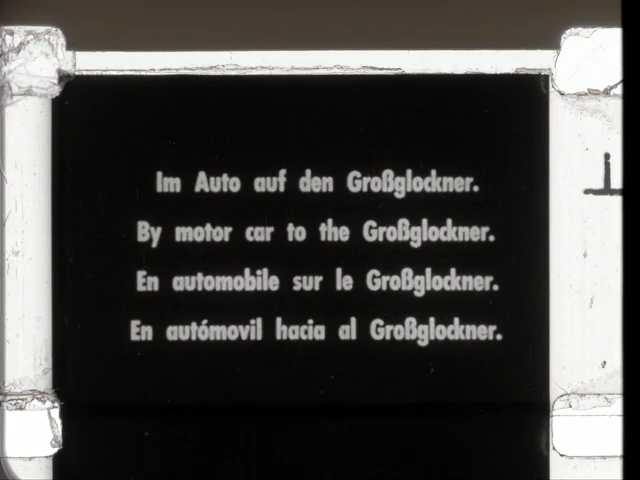 Im Auto auf den Großglockner.
By motor car to the Großglockner.
En automobile sur le Großglockner.
En autómovil hacia al Großglockner.